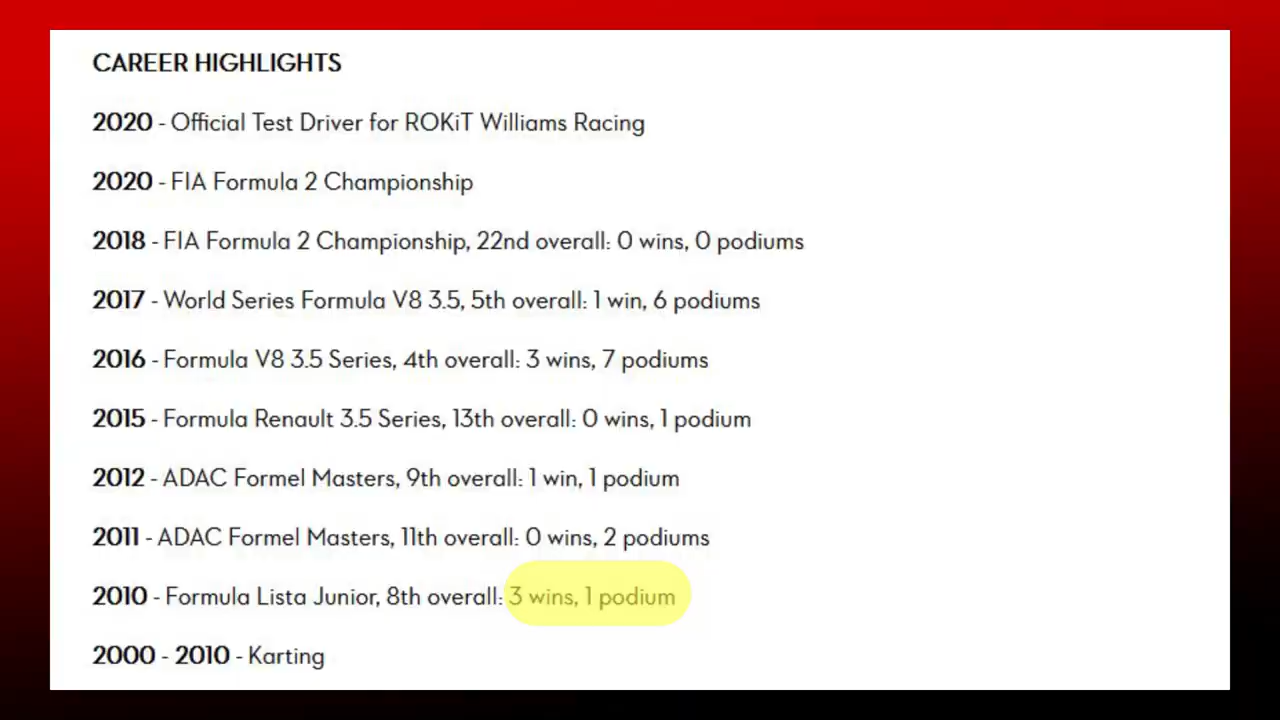 CAREER HIGHLIGHTS
2020 - Official Test Driver for ROKiT Williams Racing
2020 - FIA Formula 2 Championship
2018 - FIA Formula 2 Championship, 22nd overall: 0 wins, 0 podiums
2017 - World Series Formula V8 3.5, 5th overall: 1 win, 6 podiums
2016 - Formula V8 3.5 Series, 4th overall: 3 wins, 7 podiums
2015 - Formula Renault 3.5 Series, 13th overall: 0 wins, 1 podium
2012 - ADAC Formel Masters, 9th overall: 1 win, 1 podium
2011 - ADAC Formel Masters, 11th overall: 0 wins, 2 podiums
2010 - Formula Lista Junior, 8th overall: 3 wins, 1 podium
2000 - 2010 - Karting